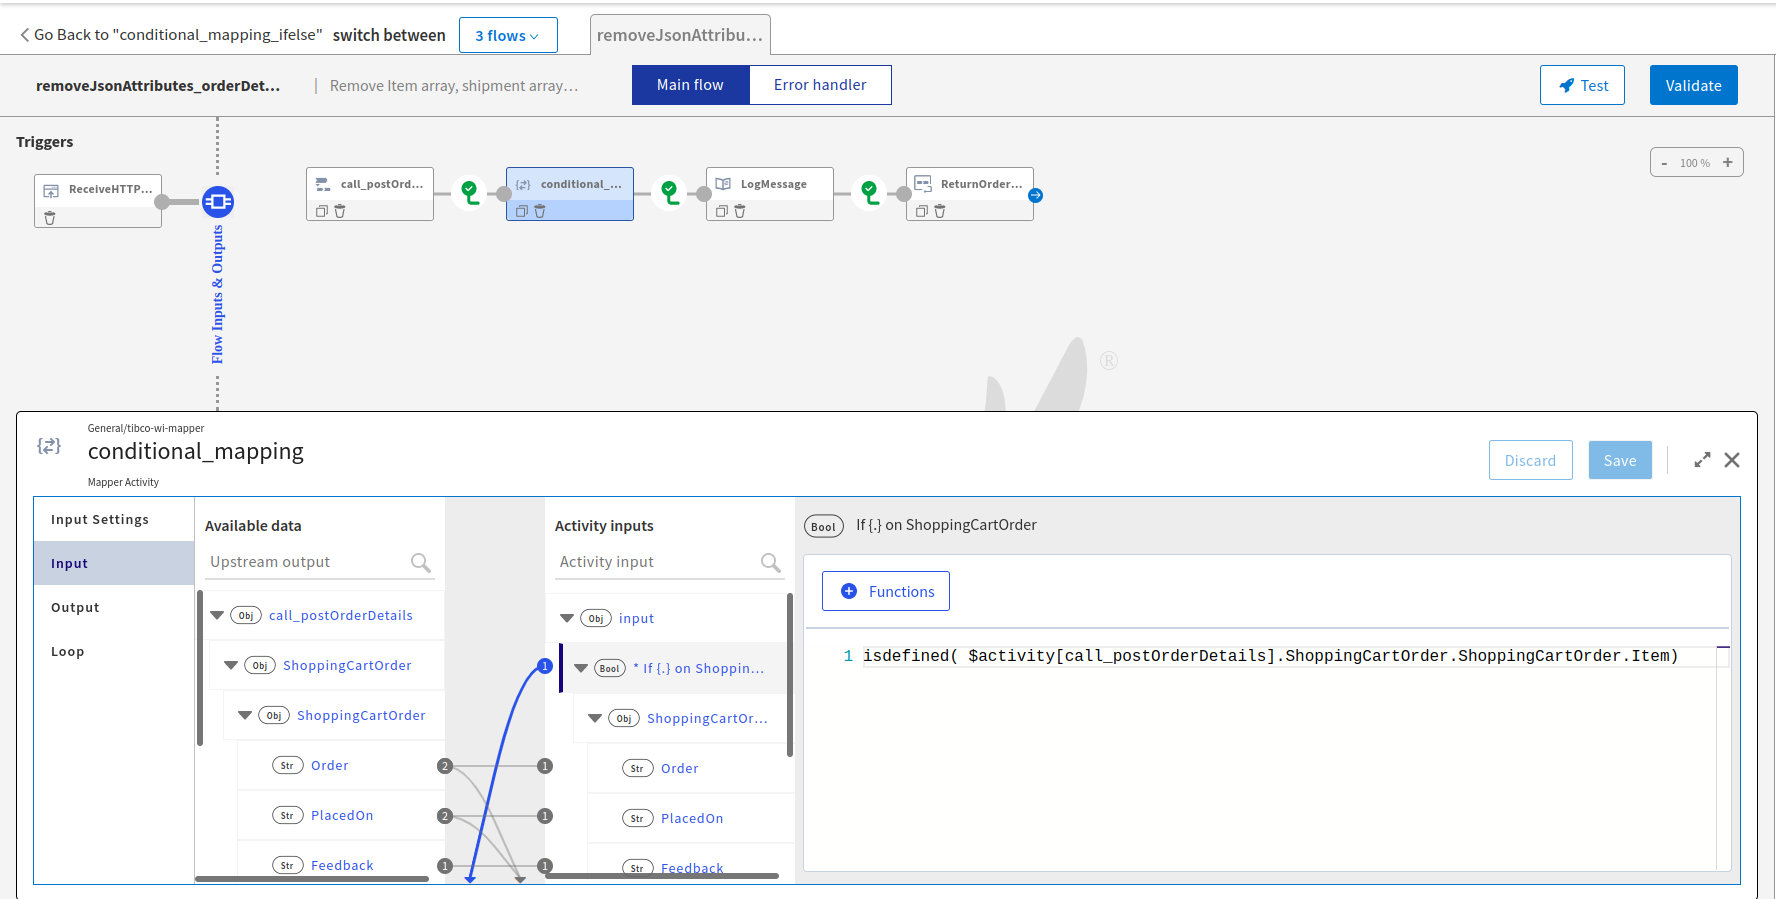 Go Back to "conditional_mapping_ifelse" switch between 3 flows removeJsonAttribu...
removeJsonAttributes_orderDet... Remove Item array, shipment array... Main flow Error handler Test Validate
Triggers
- 100 % +
ReceiveHTTP...
call_postOrd...
conditional_...
LogMessage
ReturnOrder...
Flow Inputs & Outputs
®
General/tibco-wi-mapper
conditional_mapping
Mapper Activity
Discard Save
Input Settings
Input
Output
Loop
Available data
Upstream output
Obj call_postOrderDetails
Obj ShoppingCartOrder
Obj ShoppingCartOrder
Str Order 2
Str PlacedOn 2
Str Feedback 1
Activity inputs
Activity input
Obj input
1 Bool * If {.} on Shoppin...
Obj ShoppingCartOr...
1 Str Order
1 Str PlacedOn
1 Str Feedback
Bool If {.} on ShoppingCartOrder
+ Functions
1 isdefined( $activity[call_postOrderDetails].ShoppingCartOrder.ShoppingCartOrder.Item)